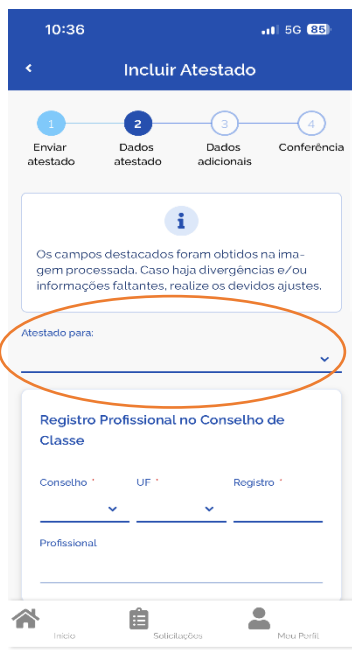 10:36
5G 85
Incluir Atestado
1
2
3
4
Enviar atestado
Dados atestado
Dados adicionais
Conferência
i
Os campos destacados foram obtidos na ima-
gem processada. Caso haja divergências e/ou
informações faltantes, realize os devidos ajustes.
Atestado para:
Registro Profissional no Conselho de
Classe
Conselho *
UF *
Registro *
Profissional
Início
Solicitações
Meu Perfil